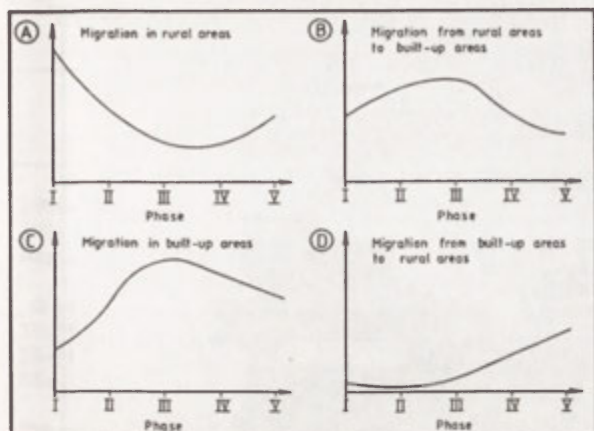 A Migration in rural areas
I II III IV V
Phase
B Migration from rural areas
to built-up areas
I II III IV V
Phase
C Migration in built-up areas
I II III IV V
Phase
D Migration from built-up areas
to rural areas
I II III IV V
Phase